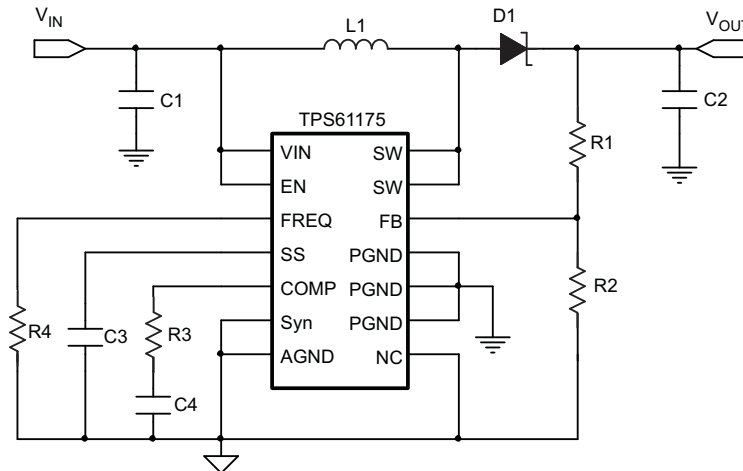 VIN
L1
D1
VOUT
C1
C2
TPS61175
R1
VIN
SW
EN
SW
FREQ
FB
SS
PGND
COMP
PGND
R2
Syn
PGND
R4
C3
R3
AGND
NC
C4